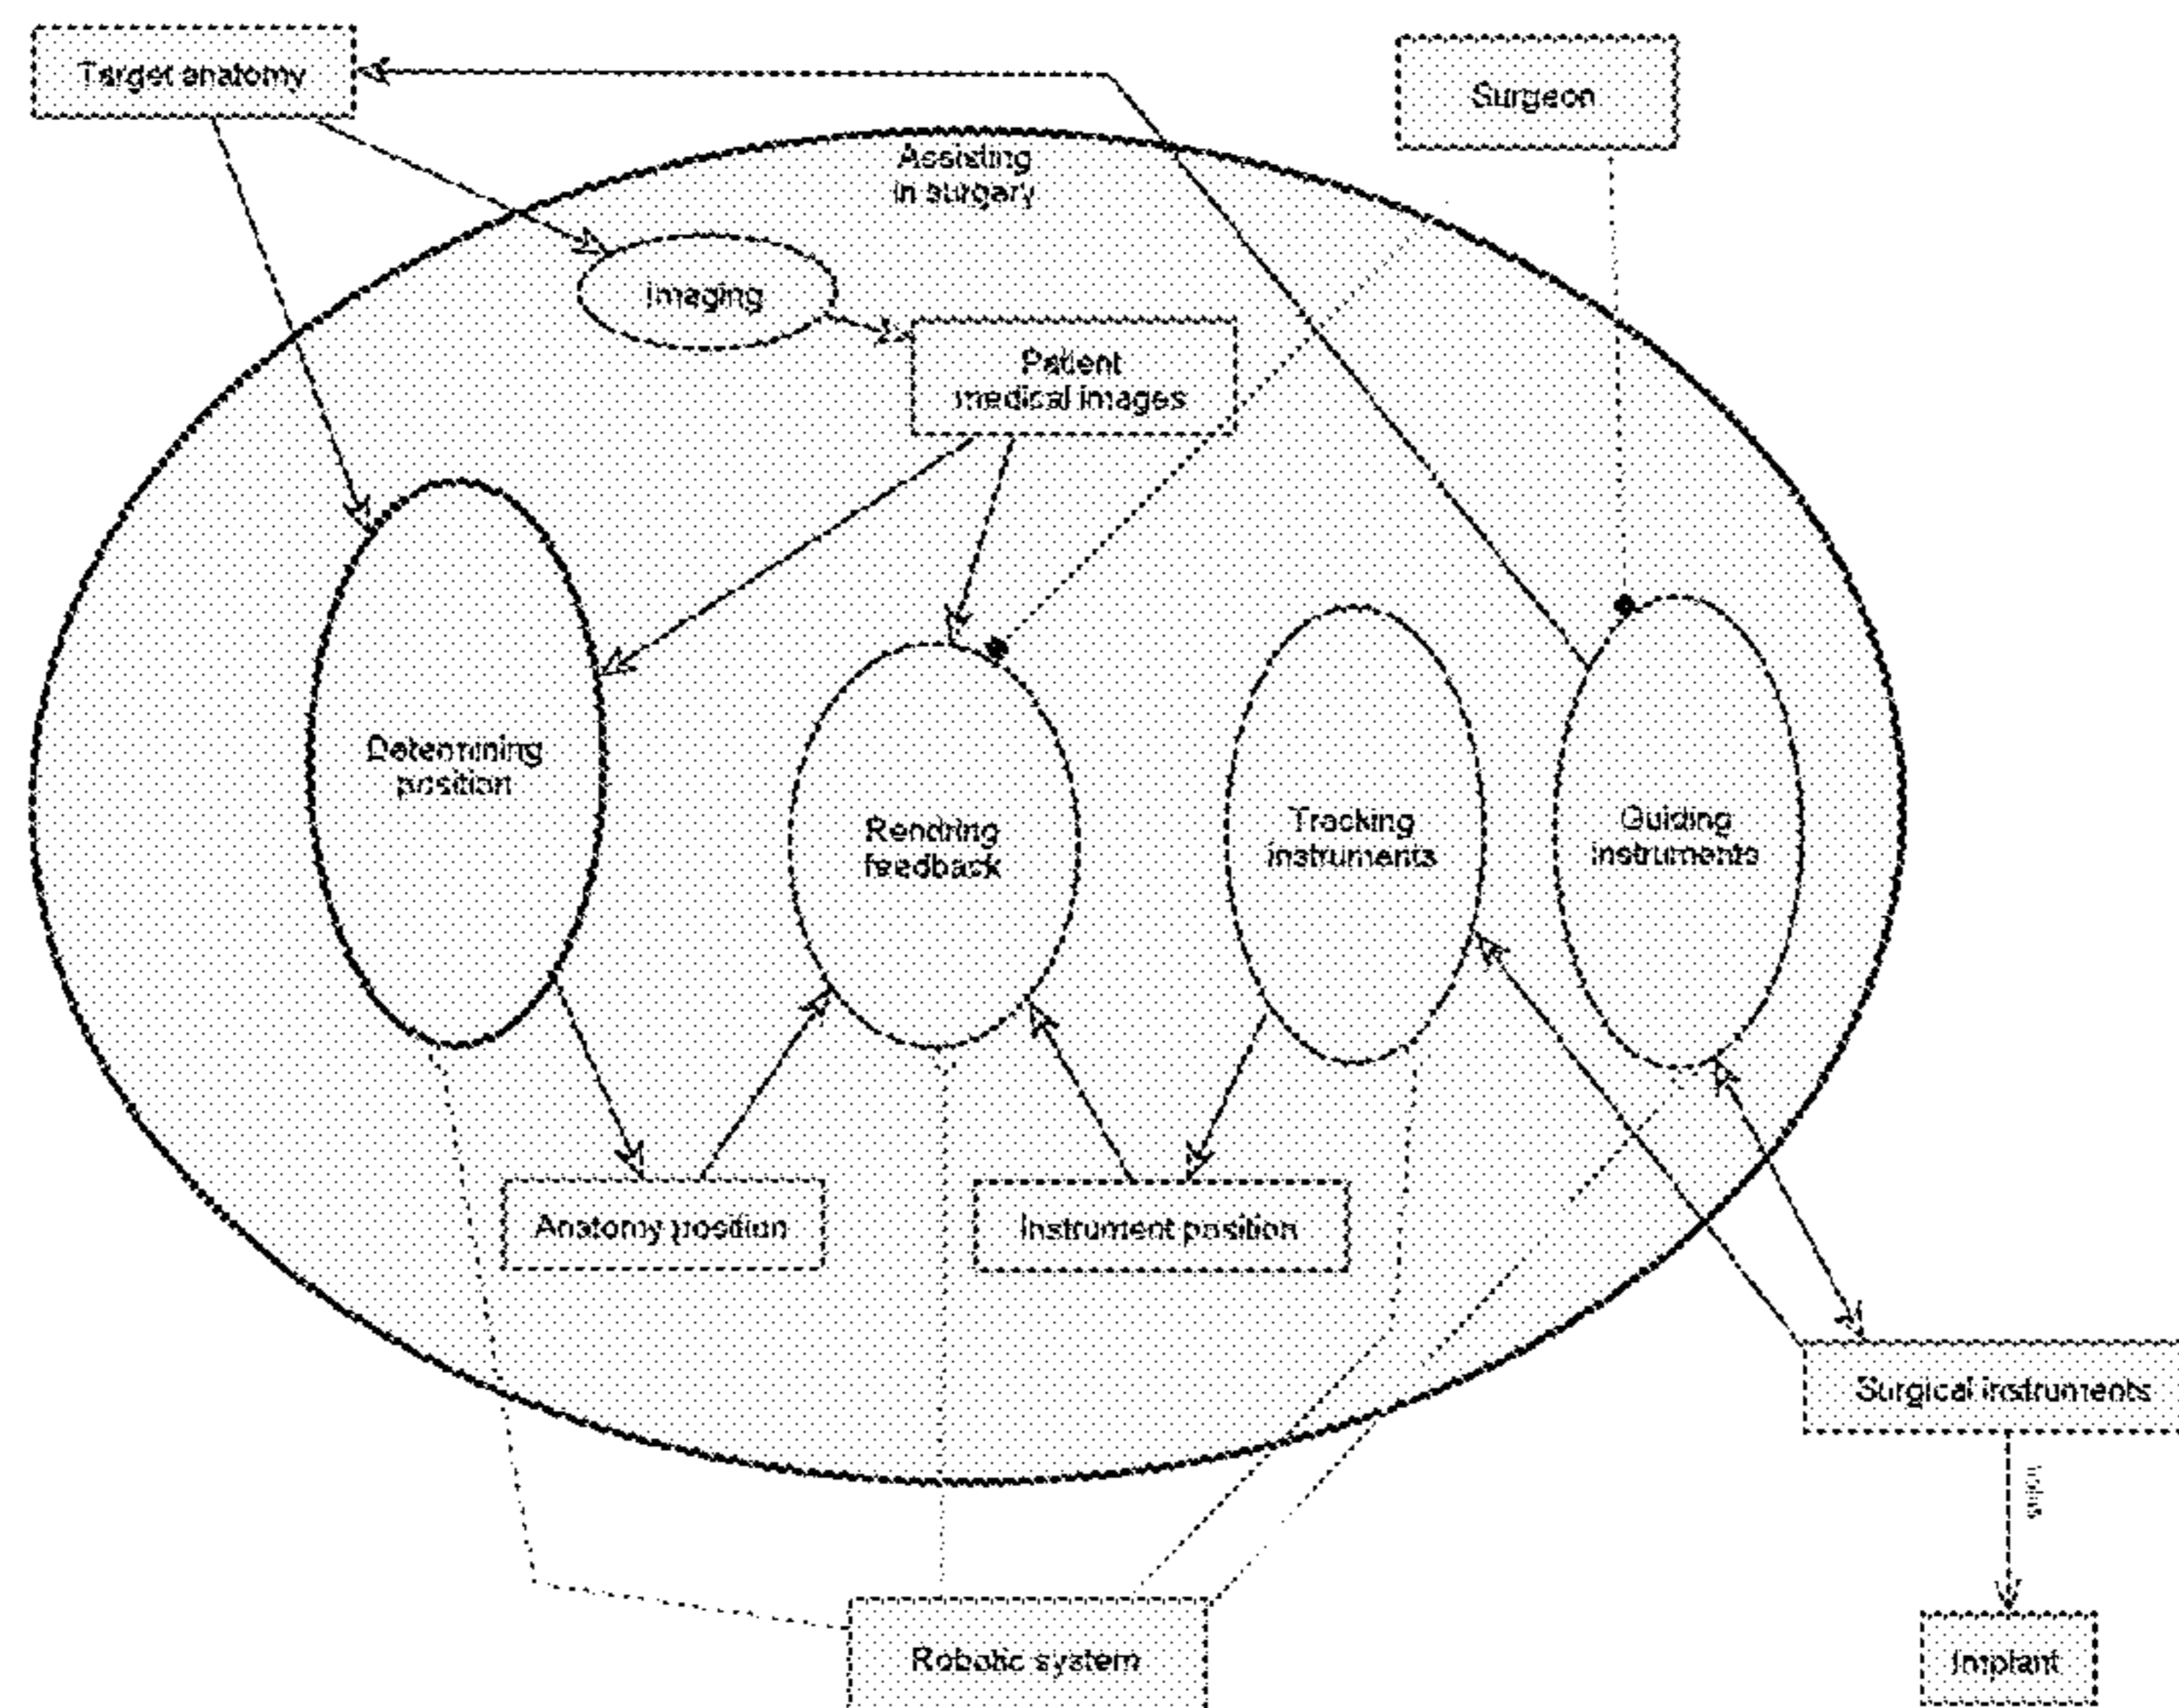 Target anatomy
Surgeon
Assisting
in surgery
Imaging
Patient
medical images
Determining
position
Rendring
feedback
Tracking
instruments
Guiding
instruments
Anatomy position
Instrument position
Surgical instruments
Robotic system
Implant